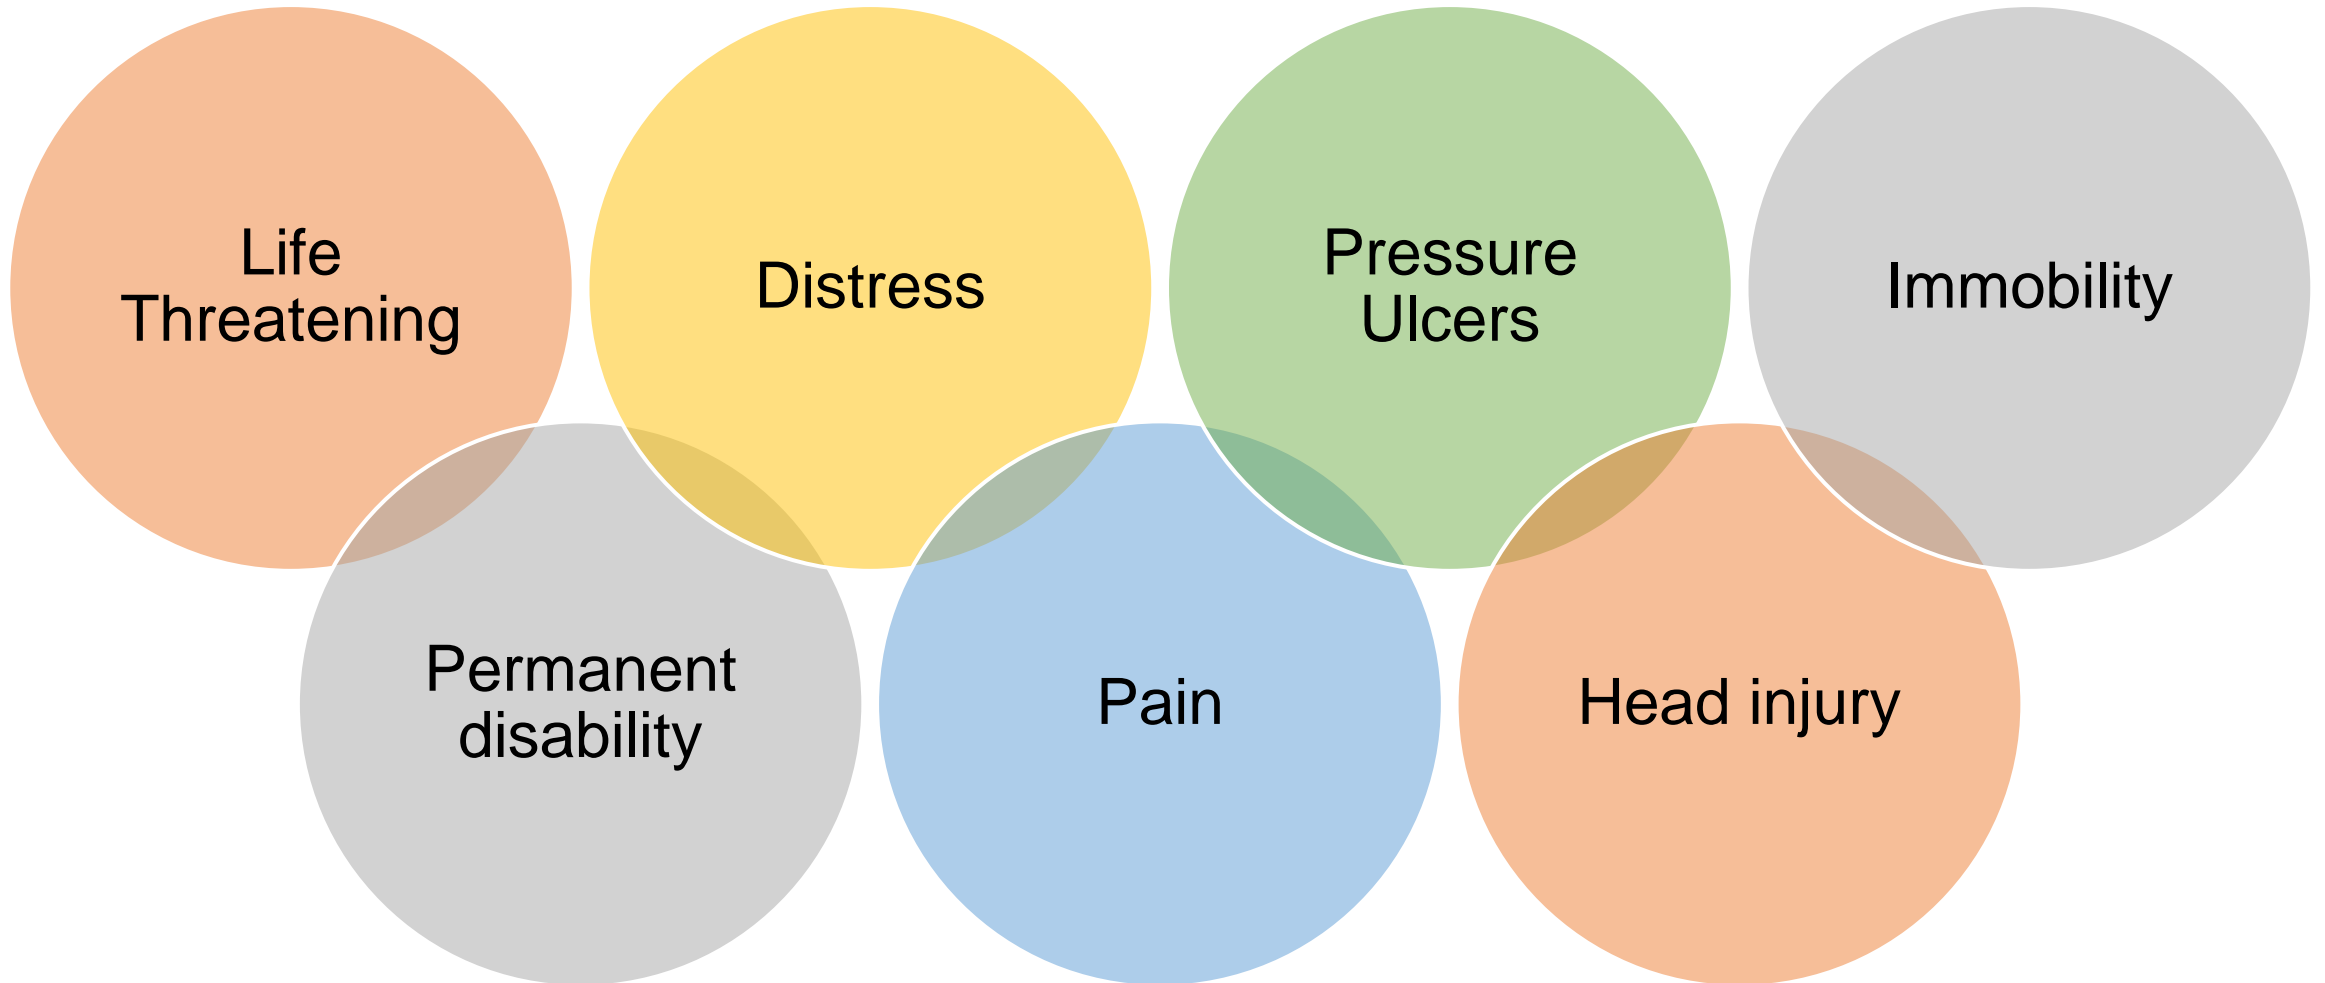 Life
Threatening
Distress
Pressure
Ulcers
Immobility
Permanent
disability
Pain
Head injury